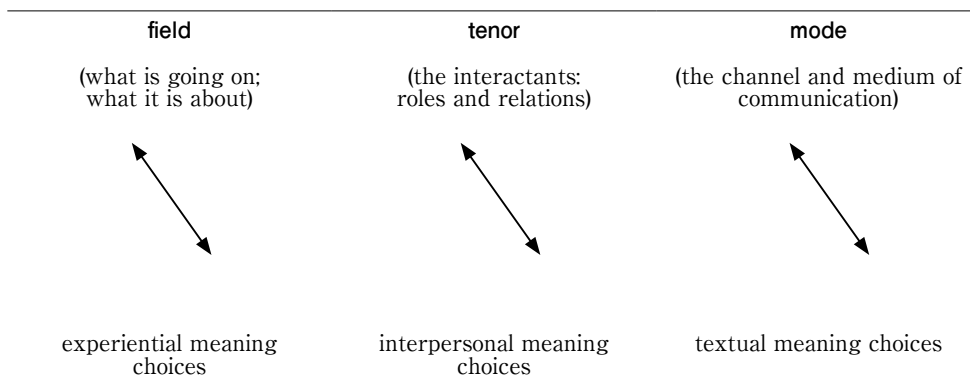 field
(what is going on;
what it is about)
tenor
(the interactants:
roles and relations)
mode
(the channel and medium of
communication)
experiential meaning
choices
interpersonal meaning
choices
textual meaning choices